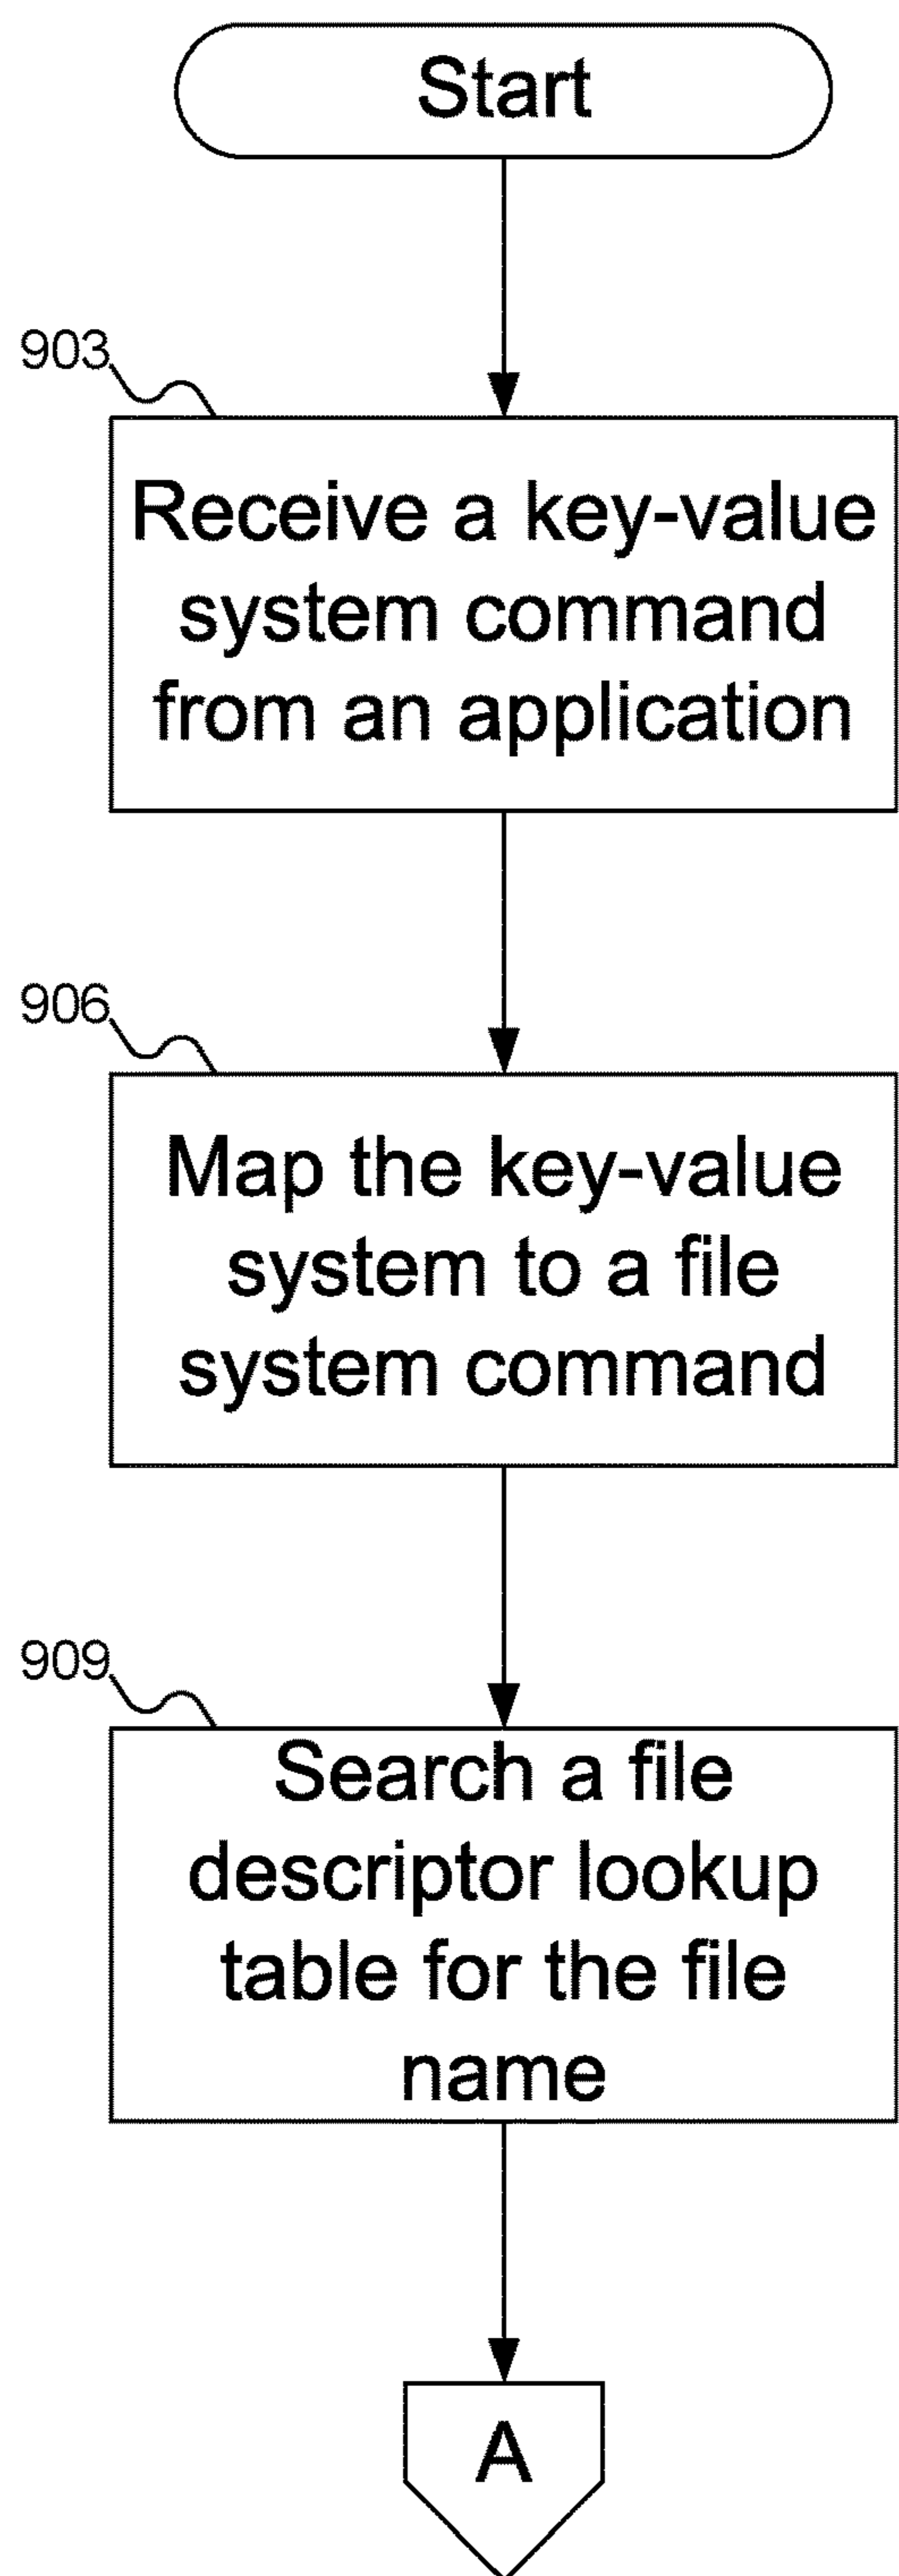 Start
903
Receive a key-value
system command
from an application
906
Map the key-value
system to a file
system command
909
Search a file
descriptor lookup
table for the file
name
A